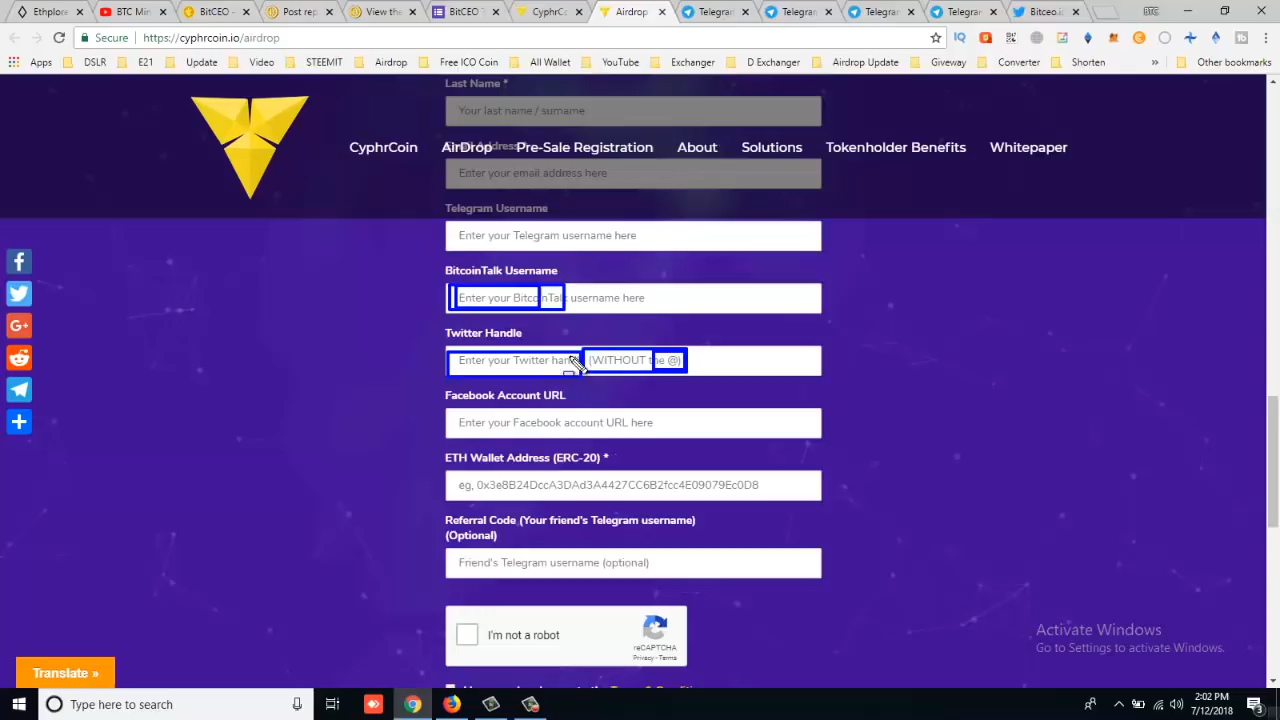 Ethplore
BTC Min
BitCEO -
Posts
View the
BitCEO T
CyphrCo
Airdrop
Telegram
Telegram
Telegram
Telegram
BitceoI
Secure
https://cyphrcoin.io/airdrop
Apps DSLR E21 Update Video STEEMIT Airdrop Free ICO Coin All Wallet YouTube Exchanger D Exchanger Airdrop Update Giveway Converter Shorten » Other bookmarks
Last Name *
Your last name / surname
CyphrCoin AirDrop Pre-Sale Registration About Solutions Tokenholder Benefits Whitepaper
Enter your email address here
Telegram Username
Enter your Telegram username here
BitcoinTalk Username
Enter your BitcoinTalk username here
Twitter Handle
Enter your Twitter handle (WITHOUT the @)
Facebook Account URL
Enter your Facebook account URL here
ETH Wallet Address (ERC-20) *
eg, 0x3e8B24DccA3DAd3A4427CC6B2fcc4E09079Ec0D8
Referral Code (Your friend's Telegram username)
(Optional)
Friend's Telegram username (optional)
I'm not a robot
reCAPTCHA
Privacy - Terms
Activate Windows
Go to Settings to activate Windows.
Translate »
Type here to search
2:02 PM
7/12/2018